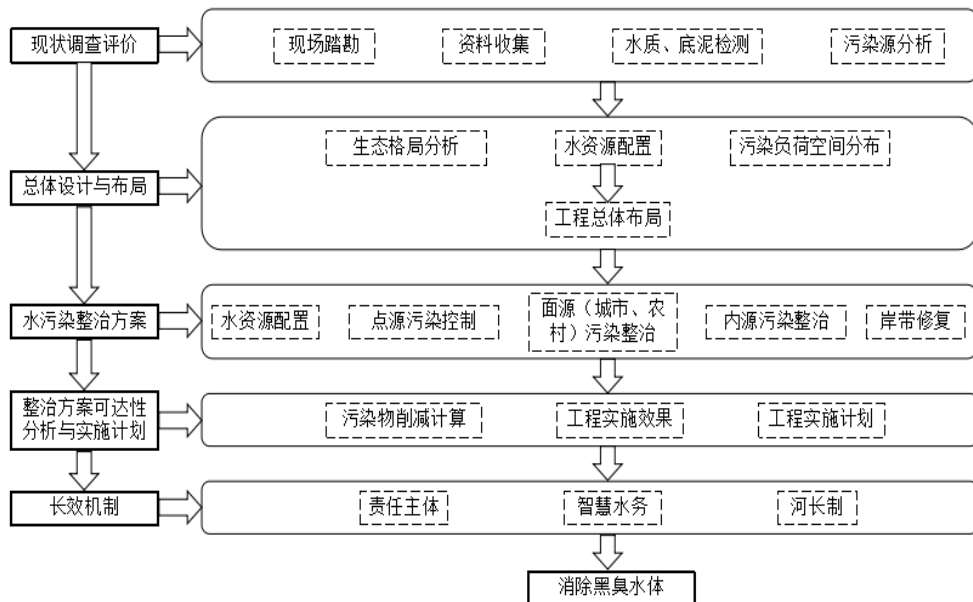 现状调查评价
现场踏勘
资料收集
水质、底泥检测
污染源分析
总体设计与布局
生态格局分析
水资源配置
污染负荷空间分布
工程总体布局
水污染整治方案
水资源配置
点源污染控制
面源（城市、农
村）污染整治
内源污染整治
岸带修复
整治方案可达性
分析与实施计划
污染物削减计算
工程实施效果
工程实施计划
长效机制
责任主体
智慧水务
河长制
消除黑臭水体